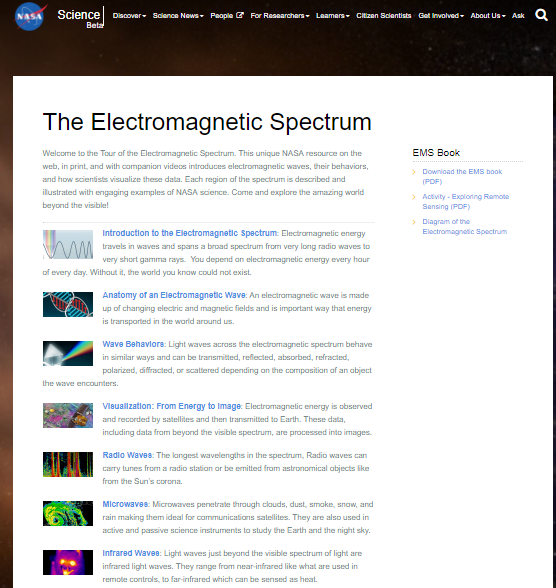 NASA
Science
Beta
Discover
Science News
People
For Researchers
Learners
Citizen Scientists
Get Involved
About Us
Ask
The Electromagnetic Spectrum
Welcome to the Tour of the Electromagnetic Spectrum. This unique NASA resource on
the web, in print, and with companion videos introduces electromagnetic waves, their behaviors,
and how scientists visualize these data. Each region of the spectrum is described and
illustrated with engaging examples of NASA science. Come and explore the amazing world
beyond the visible!
Introduction to the Electromagnetic Spectrum: Electromagnetic energy
travels in waves and spans a broad spectrum from very long radio waves to
very short gamma rays. You depend on electromagnetic energy every hour
of every day. Without it, the world you know could not exist.
Anatomy of an Electromagnetic Wave: An electromagnetic wave is made
up of changing electric and magnetic fields and is important way that energy
is transported in the world around us.
Wave Behaviors: Light waves across the electromagnetic spectrum behave
in similar ways and can be transmitted, reflected, absorbed, refracted,
polarized, diffracted, or scattered depending on the composition of an object
the wave encounters.
Visualization: From Energy to Image: Electromagnetic energy is observed
and recorded by satellites and then transmitted to Earth. These data,
including data from beyond the visible spectrum, are processed into images.
Radio Waves: The longest wavelengths in the spectrum, Radio waves can
carry tunes from a radio station or be emitted from astronomical objects like
from the Sun's corona.
Microwaves: Microwaves penetrate through clouds, dust, smoke, snow, and
rain making them ideal for communications satellites. They are also used in
active and passive science instruments to study the Earth and the night sky.
Infrared Waves: Light waves just beyond the visible spectrum of light are
infrared light waves. They range from near-infrared like what are used in
remote controls, to far-infrared which can be sensed as heat.
EMS Book
Download the EMS book
(PDF)
Activity - Exploring Remote
Sensing (PDF)
Diagram of the
Electromagnetic Spectrum